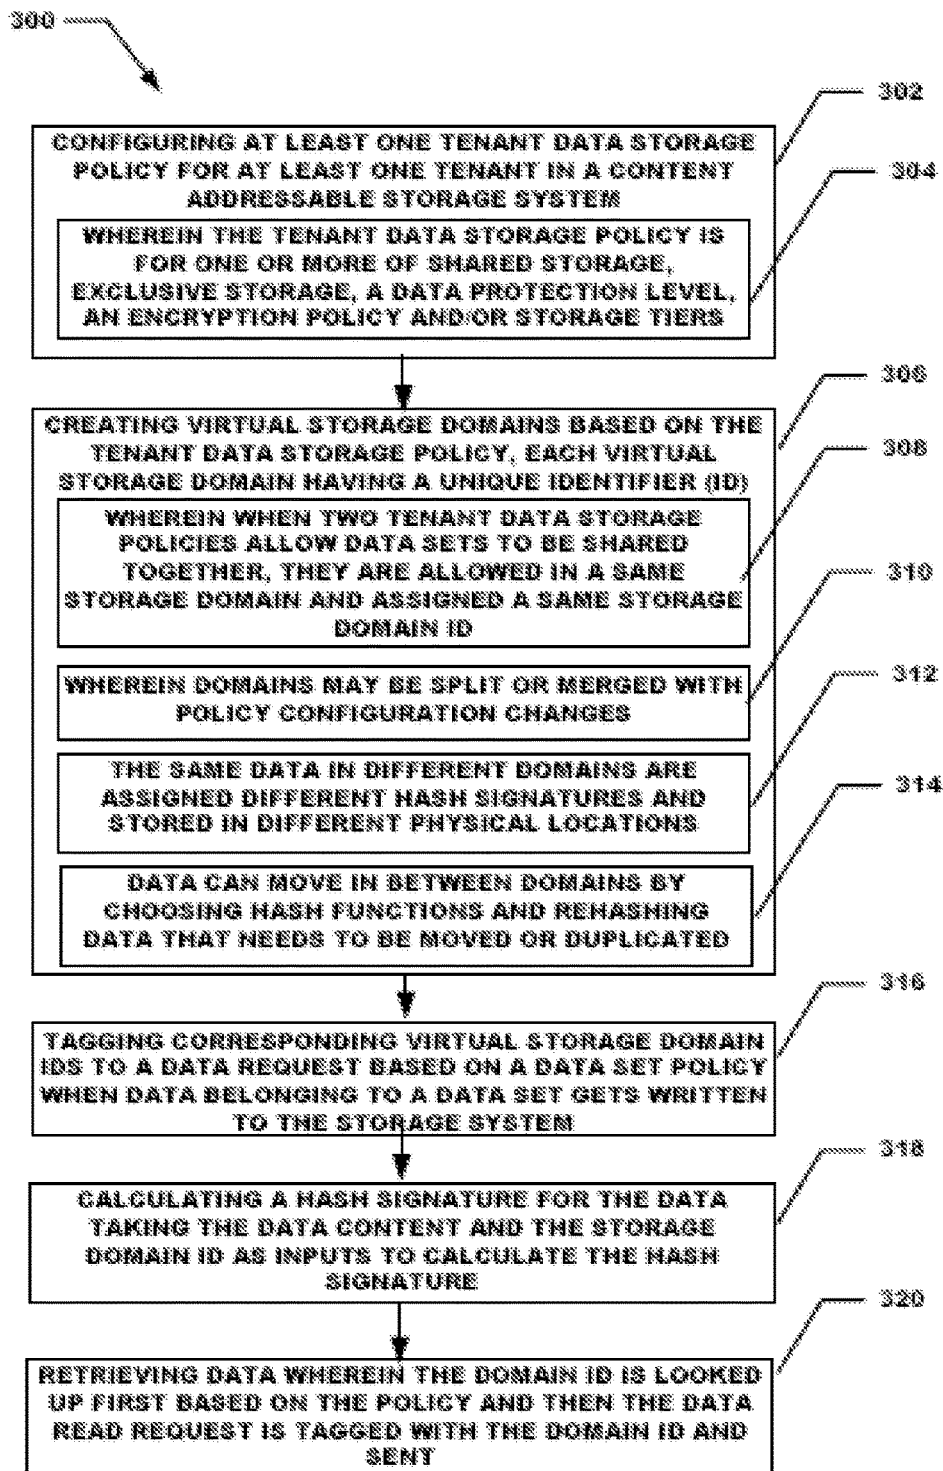 300
302
CONFIGURING AT LEAST ONE TENANT DATA STORAGE
POLICY FOR AT LEAST ONE TENANT IN A CONTENT
ADDRESSABLE STORAGE SYSTEM
304
WHEREIN THE TENANT DATA STORAGE POLICY IS
FOR ONE OR MORE OF SHARED STORAGE,
EXCLUSIVE STORAGE, A DATA PROTECTION LEVEL,
AN ENCRYPTION POLICY AND/OR STORAGE TIERS
306
CREATING VIRTUAL STORAGE DOMAINS BASED ON THE
TENANT DATA STORAGE POLICY, EACH VIRTUAL
STORAGE DOMAIN HAVING A UNIQUE IDENTIFIER (ID)
308
WHEREIN WHEN TWO TENANT DATA STORAGE
POLICIES ALLOW DATA SETS TO BE SHARED
TOGETHER, THEY ARE ALLOWED IN A SAME
STORAGE DOMAIN AND ASSIGNED A SAME STORAGE
DOMAIN ID
310
WHEREIN DOMAINS MAY BE SPLIT OR MERGED WITH
POLICY CONFIGURATION CHANGES
312
THE SAME DATA IN DIFFERENT DOMAINS ARE
ASSIGNED DIFFERENT HASH SIGNATURES AND
STORED IN DIFFERENT PHYSICAL LOCATIONS
314
DATA CAN MOVE IN BETWEEN DOMAINS BY
CHOOSING HASH FUNCTIONS AND REHASHING
DATA THAT NEEDS TO BE MOVED OR DUPLICATED
316
TAGGING CORRESPONDING VIRTUAL STORAGE DOMAIN
IDS TO A DATA REQUEST BASED ON A DATA SET POLICY
WHEN DATA BELONGING TO A DATA SET GETS WRITTEN
TO THE STORAGE SYSTEM
318
CALCULATING A HASH SIGNATURE FOR THE DATA
TAKING THE DATA CONTENT AND THE STORAGE
DOMAIN ID AS INPUTS TO CALCULATE THE HASH
SIGNATURE
320
RETRIEVING DATA WHEREIN THE DOMAIN ID IS LOOKED
UP FIRST BASED ON THE POLICY AND THEN THE DATA
READ REQUEST IS TAGGED WITH THE DOMAIN ID AND
SENT